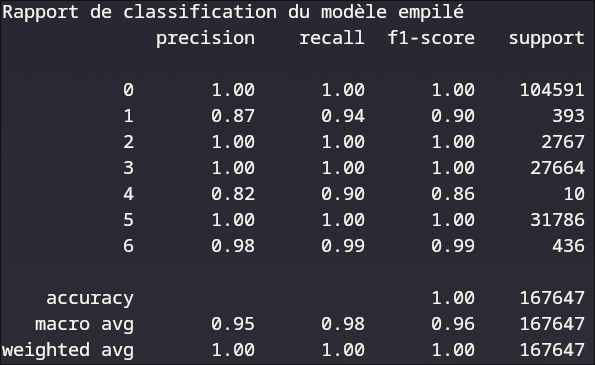 Rapport de classification du modèle empilé
precision recall f1-score support
0 1.00 1.00 1.00 104591
1 0.87 0.94 0.90 393
2 1.00 1.00 1.00 2767
3 1.00 1.00 1.00 27664
4 0.82 0.90 0.86 10
5 1.00 1.00 1.00 31786
6 0.98 0.99 0.99 436
accuracy 1.00 167647
macro avg 0.95 0.98 0.96 167647
weighted avg 1.00 1.00 1.00 167647